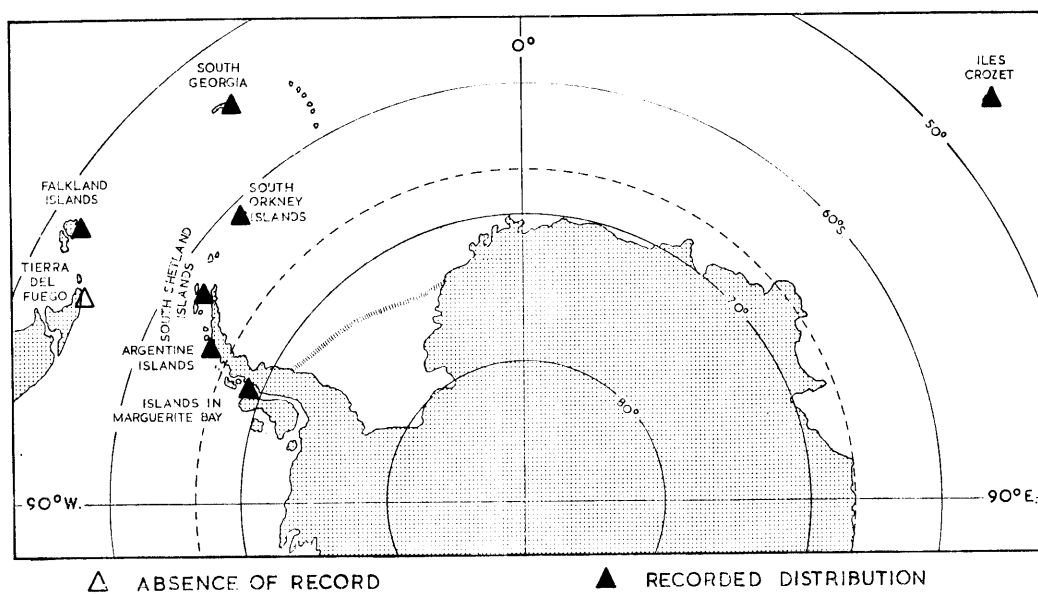 0°
SOUTH
GEORGIA
ILES
CROZET
50°
FALKLAND
ISLANDS
SOUTH
ORKNEY
ISLANDS
60°S
TIERRA
DEL
FUEGO
SOUTH SHETLAND
ISLANDS
70°
ARGENTINE
ISLANDS
ISLANDS IN
MARGUERITE BAY
80°
90°W.
90°E.
ABSENCE OF RECORD
RECORDED DISTRIBUTION